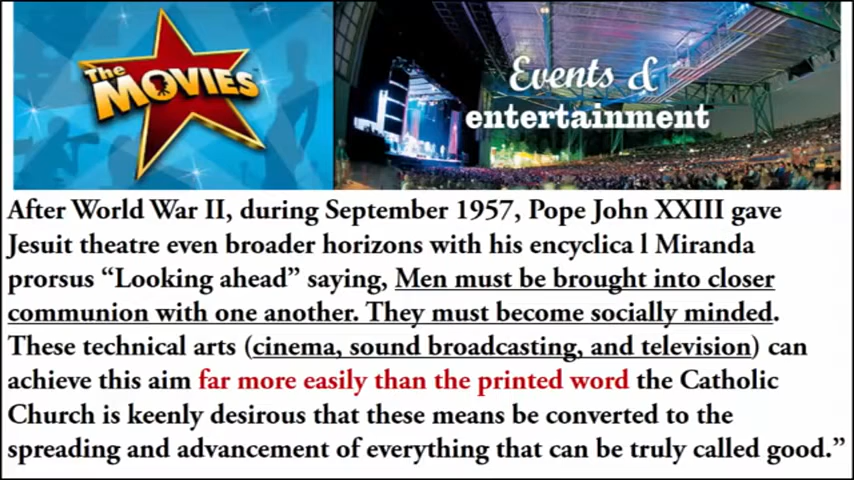 The
MOVIES
Events &
entertainment
After World War II, during September 1957, Pope John XXIII gave
Jesuit theatre even broader horizons with his encyclica l Miranda
prorsus “Looking ahead” saying, Men must be brought into closer
communion with one another. They must become socially minded.
These technical arts (cinema, sound broadcasting, and television) can
achieve this aim far more easily than the printed word the Catholic
Church is keenly desirous that these means be converted to the
spreading and advancement of everything that can be truly called good.”